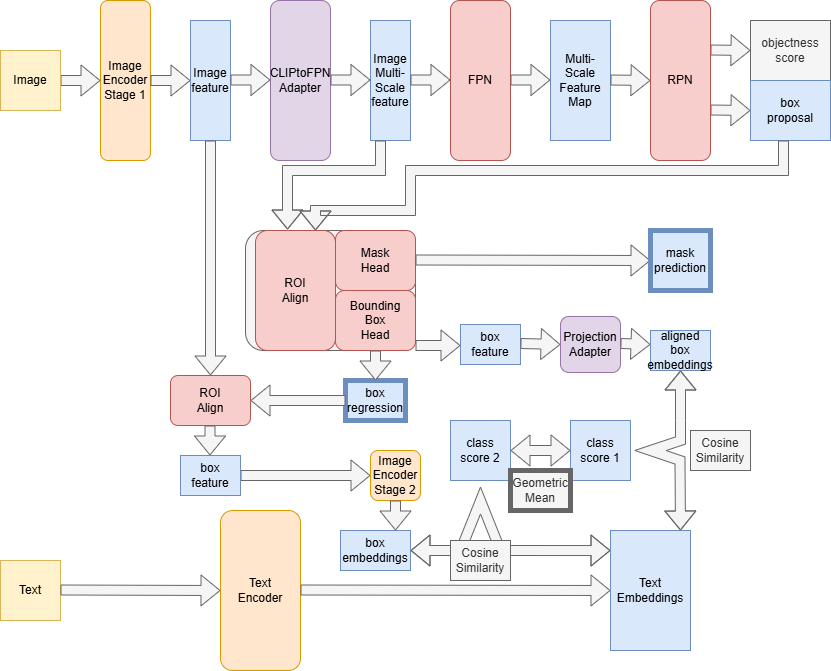 Image
Image
Encoder
Stage 1
Image
feature
CLIPtoFPN
Adapter
Image
Multi-
Scale
feature
FPN
Multi-
Scale
Feature
Map
RPN
objectness
score
box
proposal
ROI
Align
Mask
Head
Bounding
Box
Head
mask
prediction
box
feature
Projection
Adapter
aligned
box
embeddings
ROI
Align
box
regression
class
score 2
class
score 1
Cosine
Similarity
Geometric
Mean
box
feature
Image
Encoder
Stage 2
box
embeddings
Cosine
Similarity
Text
Text
Encoder
Text
Embeddings